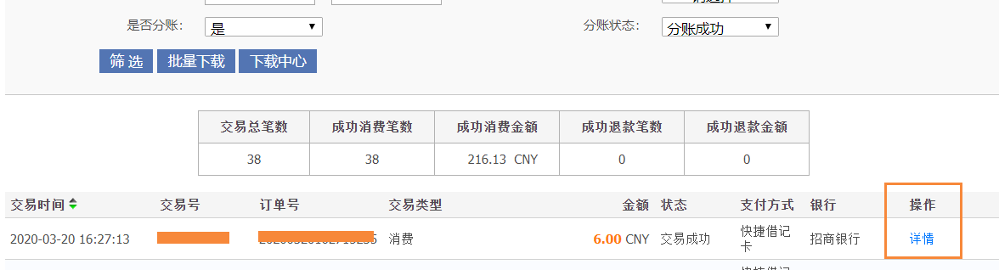 是否分账: 是 分账状态: 分账成功
筛 选 批量下载 下载中心
交易总笔数 成功消费笔数 成功消费金额 成功退款笔数 成功退款金额
38 38 216.13 CNY 0 0
交易时间 交易号 订单号 交易类型 金额 状态 支付方式 银行 操作
2020-03-20 16:27:13 消费 6.00 CNY 交易成功 快捷借记 招商银行 详情
卡